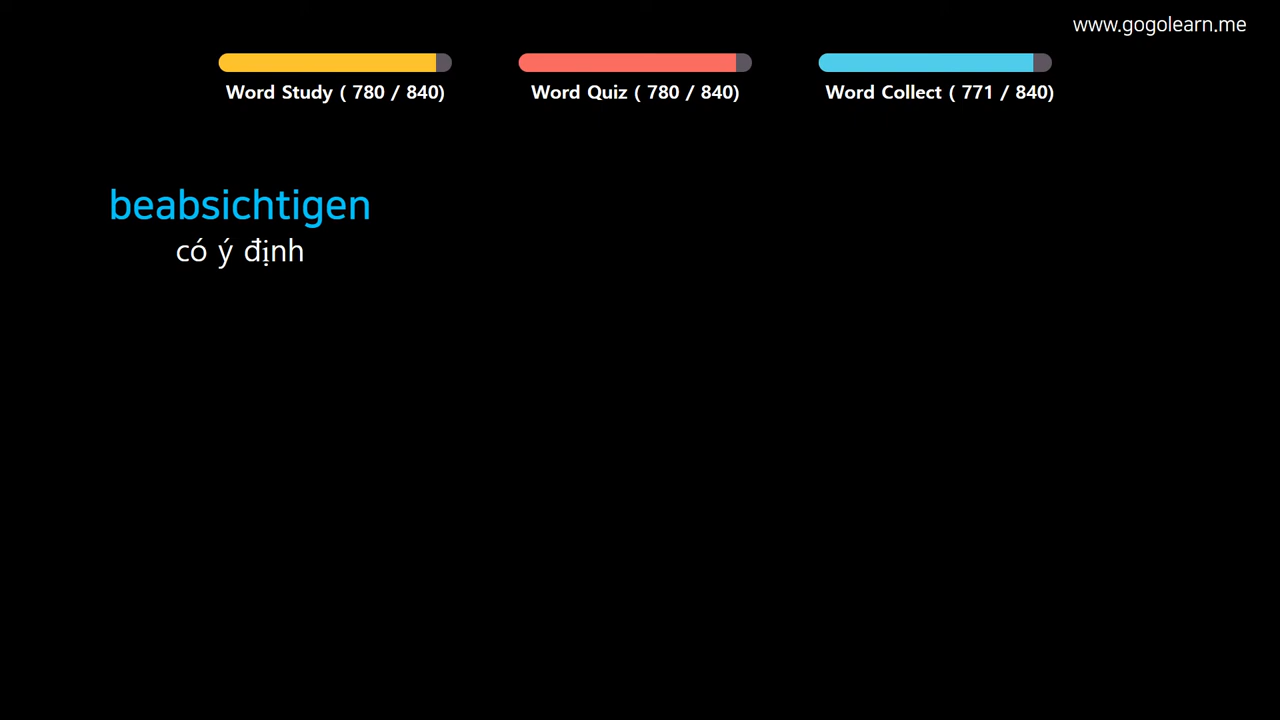 www.gogolearn.me
Word Study ( 780 / 840)
Word Quiz ( 780 / 840)
Word Collect ( 771 / 840)
beabsichtigen
có ý định